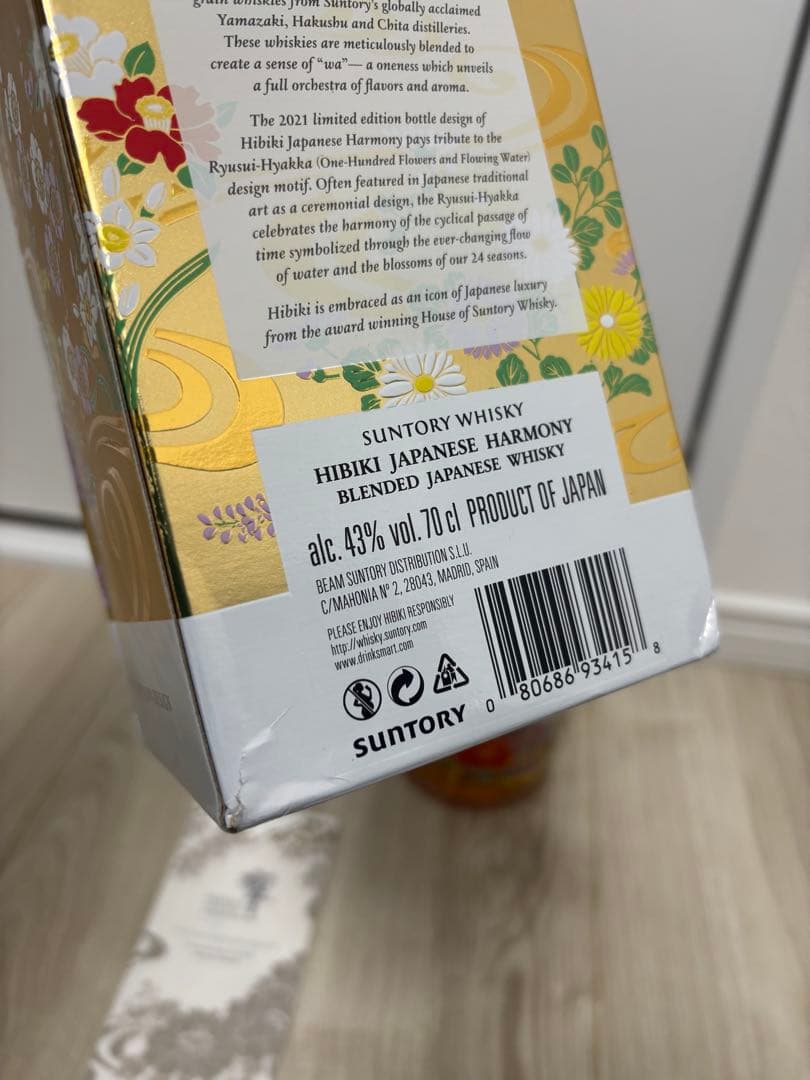 grain whiskies from Suntory's globally acclaimed
Yamazaki, Hakushu and Chita distilleries.
These whiskies are meticulously blended to
create a sense of “wa”— a oneness which unveils
a full orchestra of flavors and aroma.
The 2021 limited edition bottle design of
Hibiki Japanese Harmony pays tribute to the
Ryusui-Hyakka (One-Hundred Flowers and Flowing Water)
design motif. Often featured in Japanese traditional
art as a ceremonial design, the Ryusui-Hyakka
celebrates the harmony of the cyclical passage of
time symbolized through the ever-changing flow
of water and the blossoms of our 24 seasons.
Hibiki is embraced as an icon of Japanese luxury
from the award winning House of Suntory Whisky.
SUNTORY WHISKY
HIBIKI JAPANESE HARMONY
BLENDED JAPANESE WHISKY
alc. 43% vol. 70 cl PRODUCT OF JAPAN
BEAM SUNTORY DISTRIBUTION S.L.U.
C/MAHONIA Nº 2, 28043, MADRID, SPAIN
PLEASE ENJOY HIBIKI RESPONSIBLY
http://whisky.suntory.com
www.drinksmart.com
SUNTORY
0 80686 93415 8